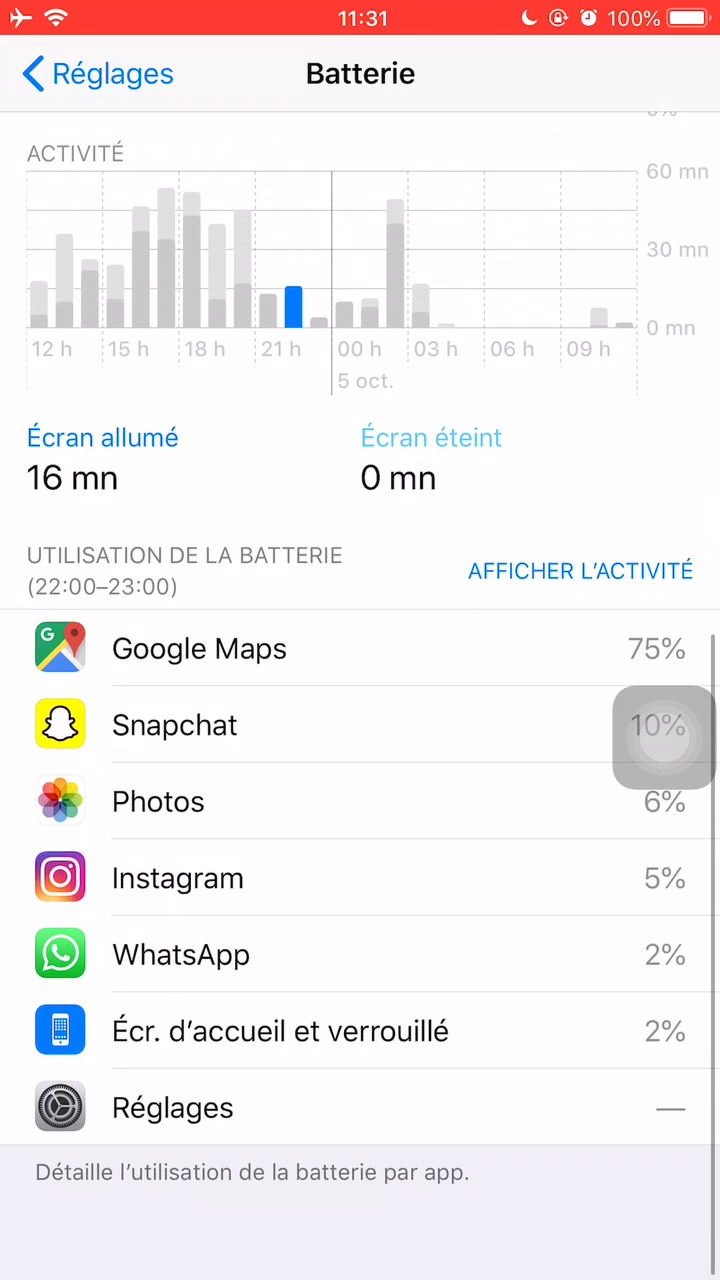 11:31 100%
Réglages Batterie
ACTIVITÉ
60 mn
30 mn
0 mn
12 h 15 h 18 h 21 h 00 h 03 h 06 h 09 h
5 oct.
Écran allumé Écran éteint
16 mn 0 mn
UTILISATION DE LA BATTERIE
(22:00–23:00)
AFFICHER L’ACTIVITÉ
Google Maps 75%
Snapchat 10%
Photos 6%
Instagram 5%
WhatsApp 2%
Écr. d’accueil et verrouillé 2%
Réglages —
Détaille l’utilisation de la batterie par app.